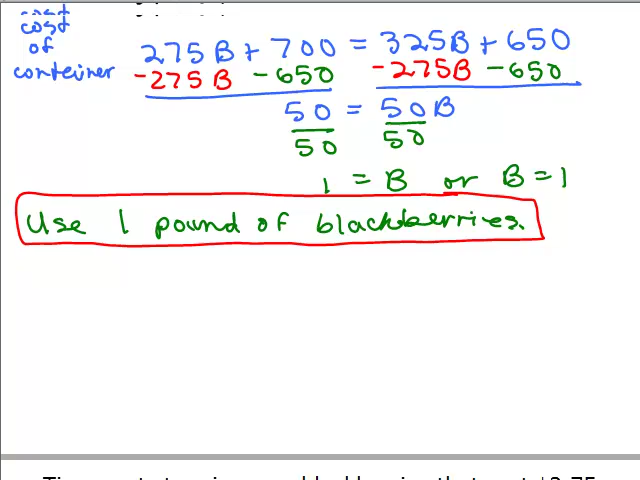 cost
of
container
275B + 700 = 325B + 650
-275B -650 -275B -650
50 = 50B
50 50
1 = B or B = 1
Use 1 pound of blackberries.